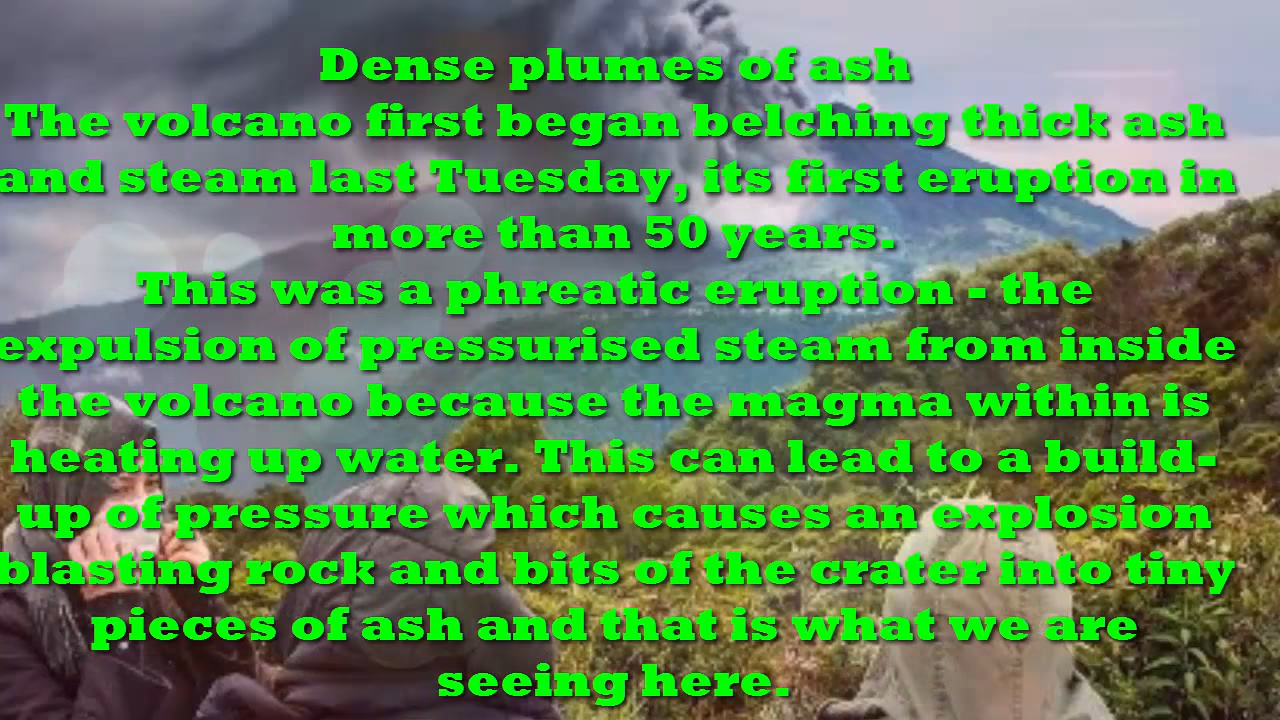 Dense plumes of ash
The volcano first began belching thick ash
and steam last Tuesday, its first eruption in
more than 50 years.
This was a phreatic eruption - the
expulsion of pressurised steam from inside
the volcano because the magma within is
heating up water. This can lead to a build-
up of pressure which causes an explosion
blasting rock and bits of the crater into tiny
pieces of ash and that is what we are
seeing here.